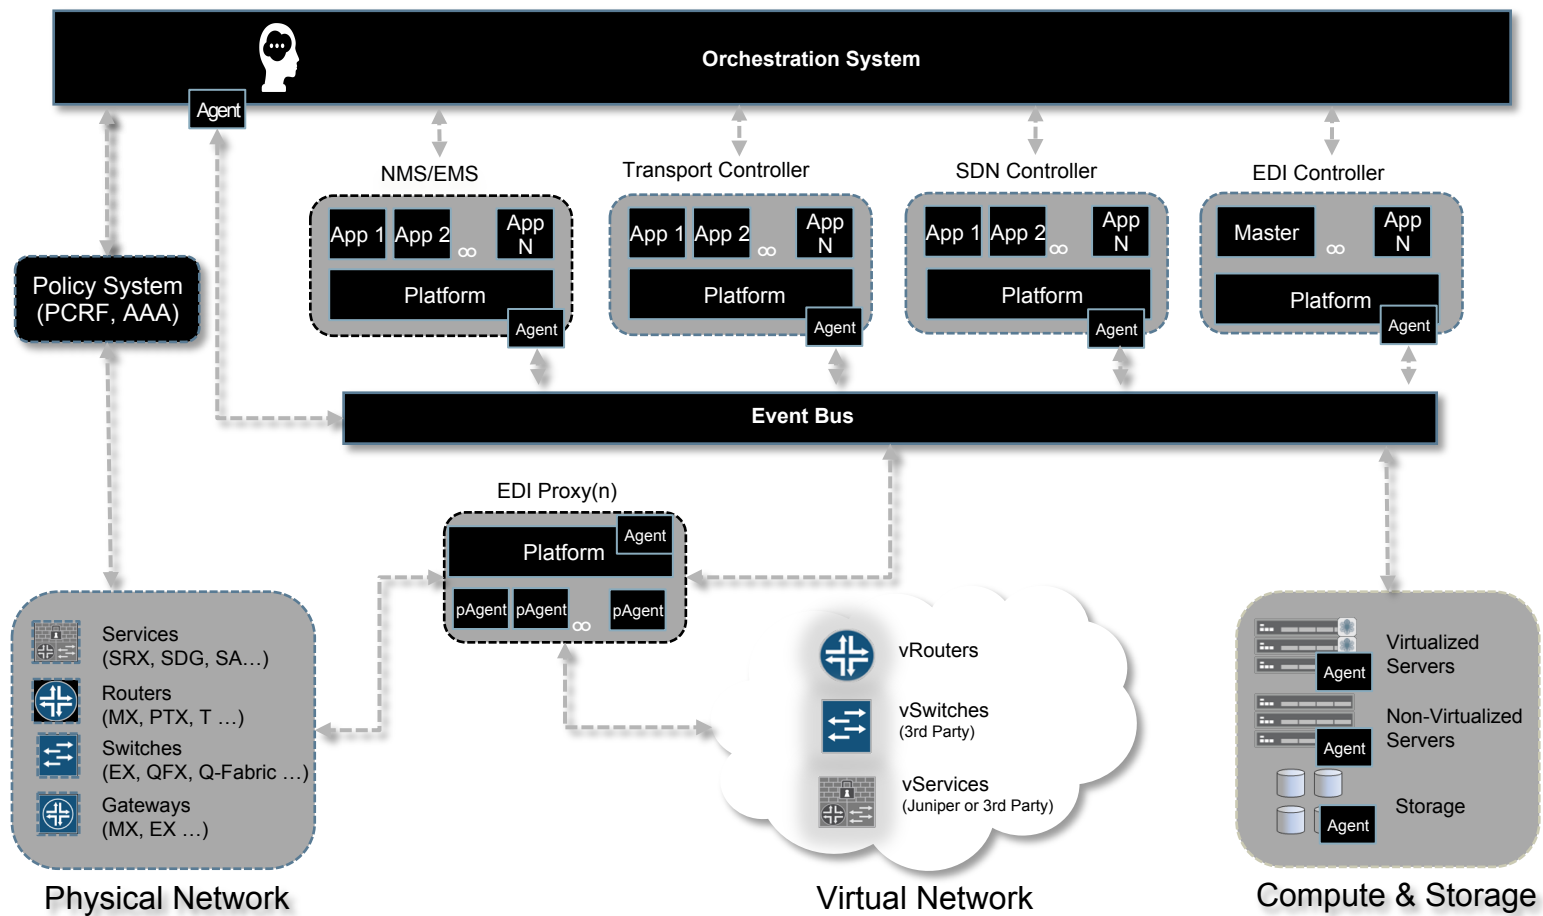 Orchestration System
Agent
NMS/EMS
Transport Controller
SDN Controller
EDI Controller
App 1
App 2
∞
App
N
Platform
Agent
App 1
App 2
∞
App
N
Platform
Agent
App 1
App 2
∞
App
N
Platform
Agent
Master
∞
App
N
Platform
Agent
Policy System
(PCRF, AAA)
Event Bus
EDI Proxy(n)
Agent
Platform
pAgent
pAgent
∞
pAgent
Services
(SRX, SDG, SA…)
Routers
(MX, PTX, T …)
Switches
(EX, QFX, Q-Fabric …)
Gateways
(MX, EX …)
Physical Network
vRouters
vSwitches
(3rd Party)
vServices
(Juniper or 3rd Party)
Virtual Network
Virtualized
Servers
Agent
Non-Virtualized
Servers
Agent
Storage
Agent
Compute & Storage